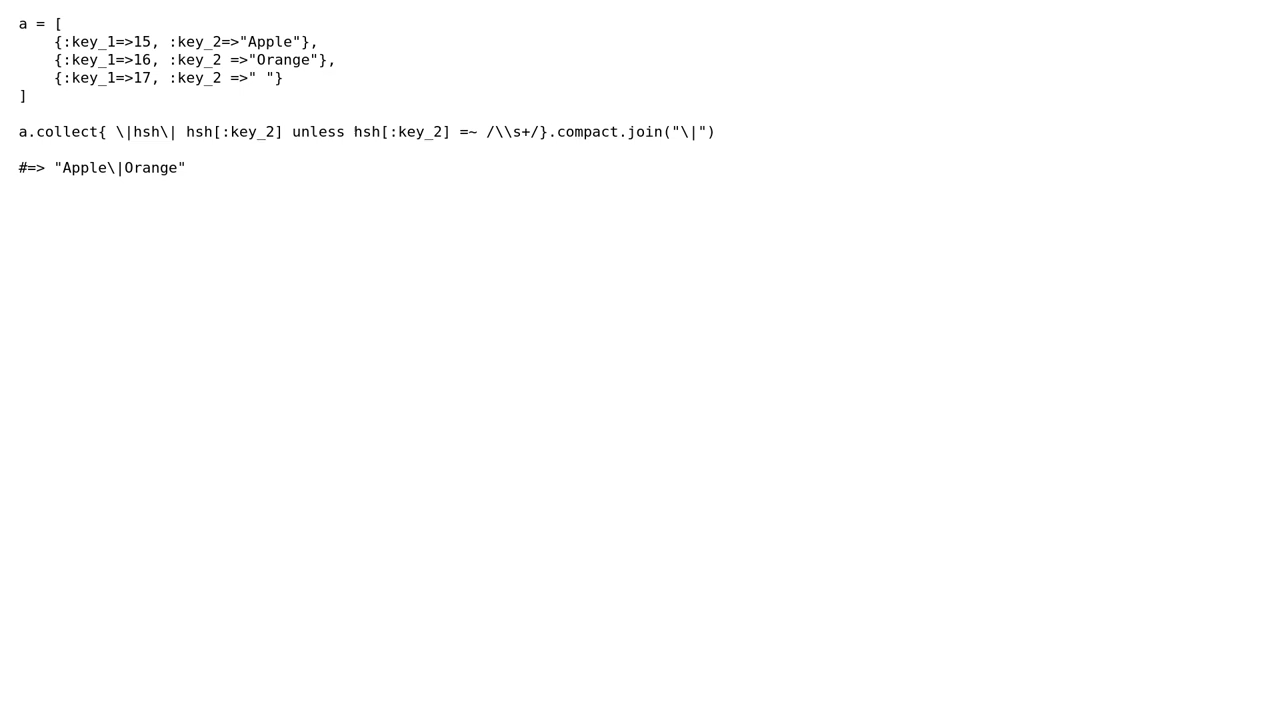 a = [
    {:key_1=>15, :key_2=>"Apple"},
    {:key_1=>16, :key_2 =>"Orange"},
    {:key_1=>17, :key_2 =>" "}
]

a.collect{ \|hsh\| hsh[:key_2] unless hsh[:key_2] =~ /\\s+/}.compact.join("\|")

#=> "Apple\|Orange"